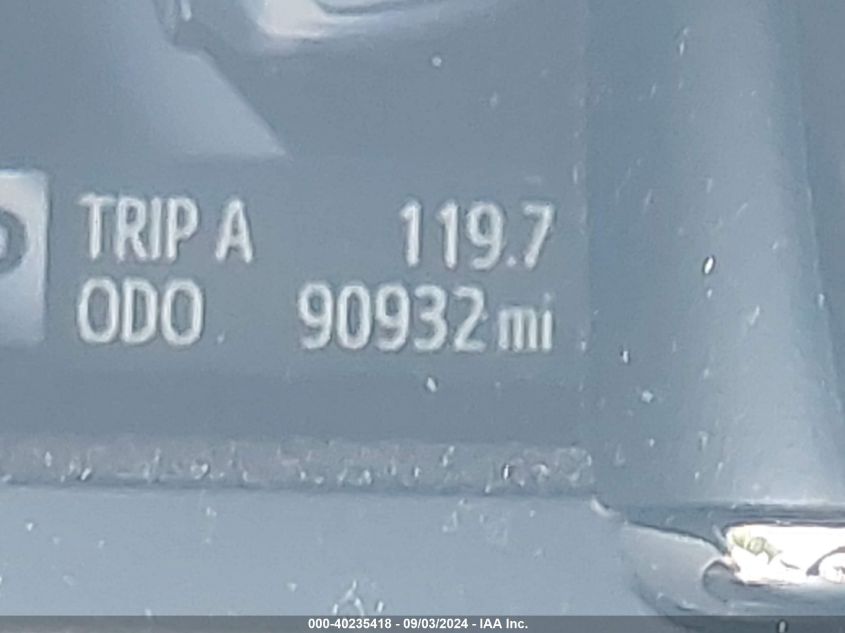 TRIP A 119.7
ODO 90932 mi
000-40235418 - 09/03/2024 - IAA Inc.